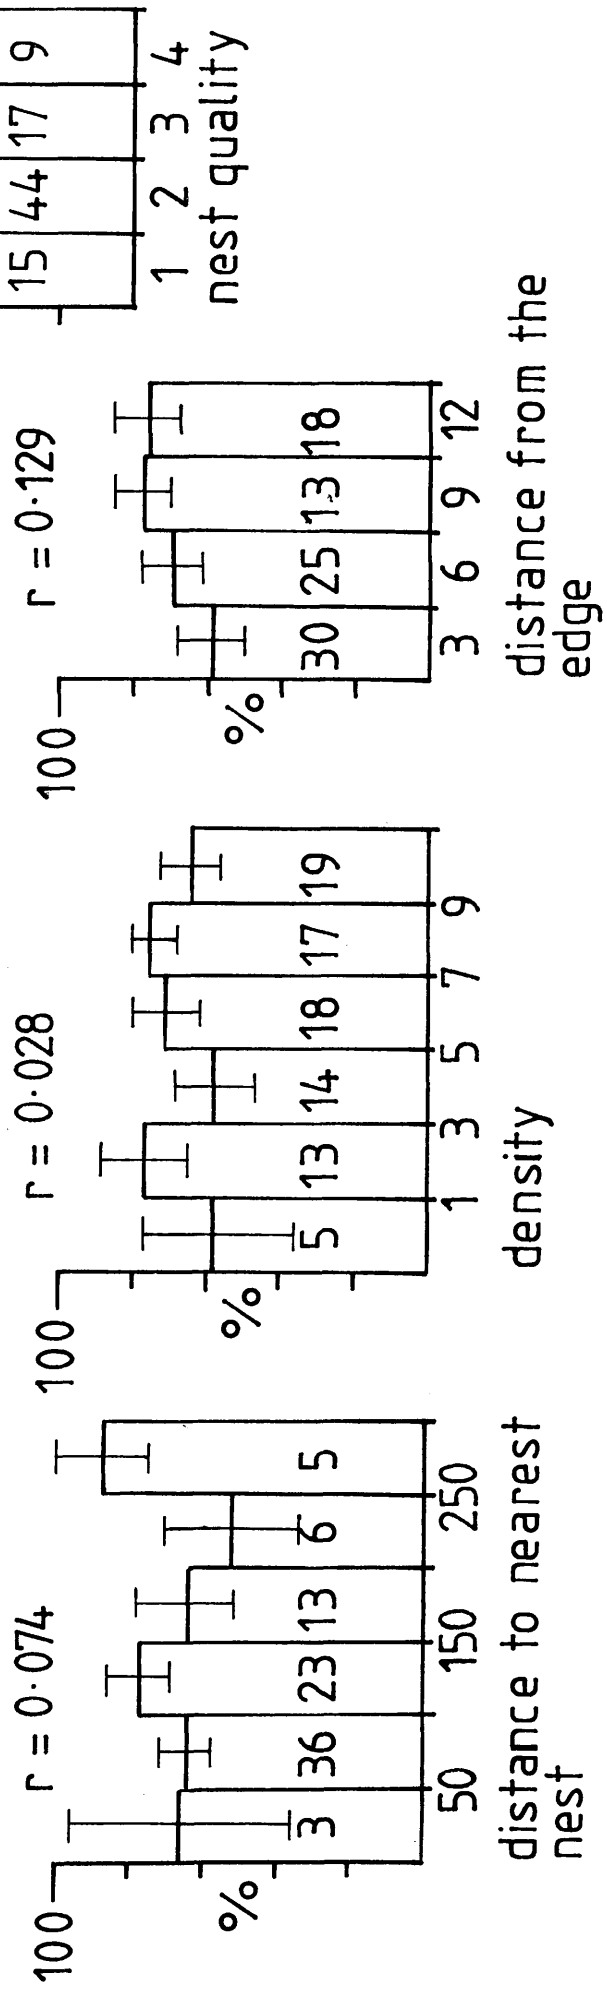 r = 0·074
100
%
3 36 23 13 6 5
50 150 250
distance to nearest
nest
r = 0·028
100
%
5 13 14 18 17 19
1 3 5 7 9
density
r = 0·129
100
%
30 25 13 18
3 6 9 12
distance from the
edge
15 44 17 9
1 2 3 4
nest quality